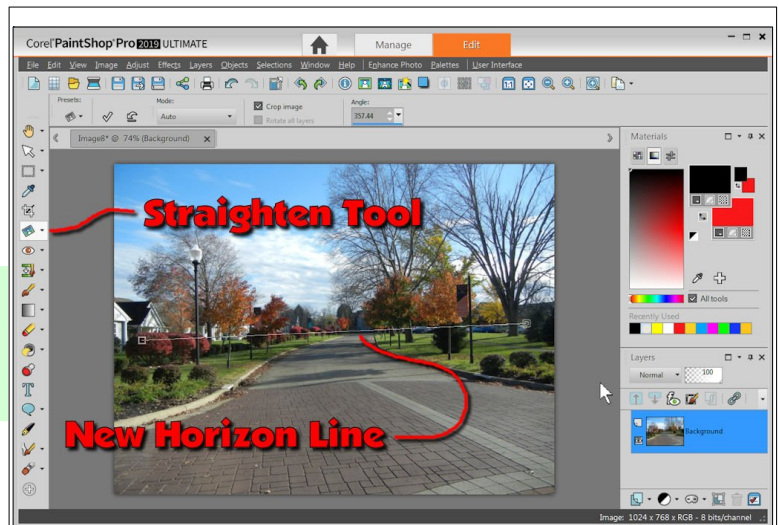 Corel PaintShop Pro 2019 ULTIMATE
Manage
Edit
File Edit View Image Adjust Effects Layers Objects Selections Window Help Enhance Photo Palettes User Interface
Presets:
Mode:
Auto
Crop image
Rotate all layers
Angle:
357.44
Image8* @ 74% (Background)
Straighten Tool
New Horizon Line
Materials
All tools
Recently Used
Layers
Normal
100
Background
Image: 1024 x 768 x RGB - 8 bits/channel